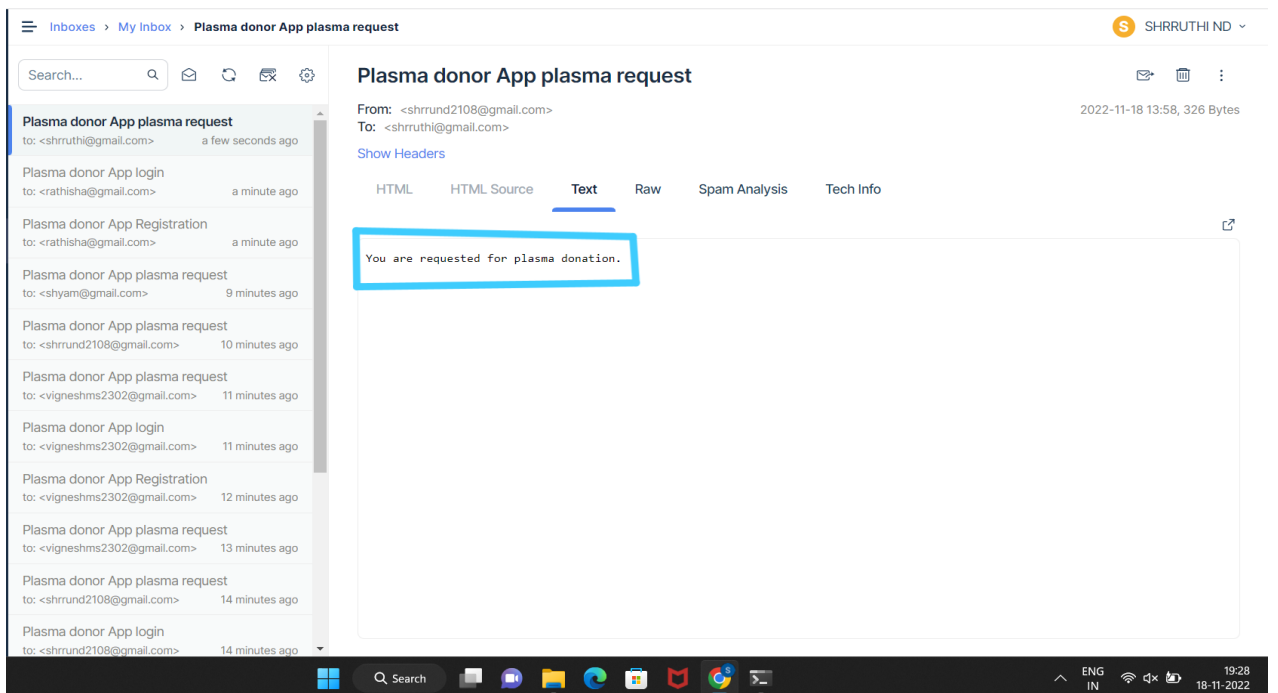 Inboxes > My Inbox > Plasma donor App plasma request
S SHRRUTHI ND
Search...
Plasma donor App plasma request
to: <shrruthi@gmail.com> a few seconds ago
Plasma donor App login
to: <rathisha@gmail.com> a minute ago
Plasma donor App Registration
to: <rathisha@gmail.com> a minute ago
Plasma donor App plasma request
to: <shyam@gmail.com> 9 minutes ago
Plasma donor App plasma request
to: <shrrund2108@gmail.com> 10 minutes ago
Plasma donor App plasma request
to: <vigneshms2302@gmail.com> 11 minutes ago
Plasma donor App login
to: <vigneshms2302@gmail.com> 11 minutes ago
Plasma donor App Registration
to: <vigneshms2302@gmail.com> 12 minutes ago
Plasma donor App plasma request
to: <vigneshms2302@gmail.com> 13 minutes ago
Plasma donor App plasma request
to: <shrrund2108@gmail.com> 14 minutes ago
Plasma donor App login
to: <shrrund2108@gmail.com> 14 minutes ago
Plasma donor App plasma request
From: <shrrund2108@gmail.com>
2022-11-18 13:58, 326 Bytes
To: <shrruthi@gmail.com>
Show Headers
HTML HTML Source Text Raw Spam Analysis Tech Info
You are requested for plasma donation.
Search
ENG
IN
19:28
18-11-2022